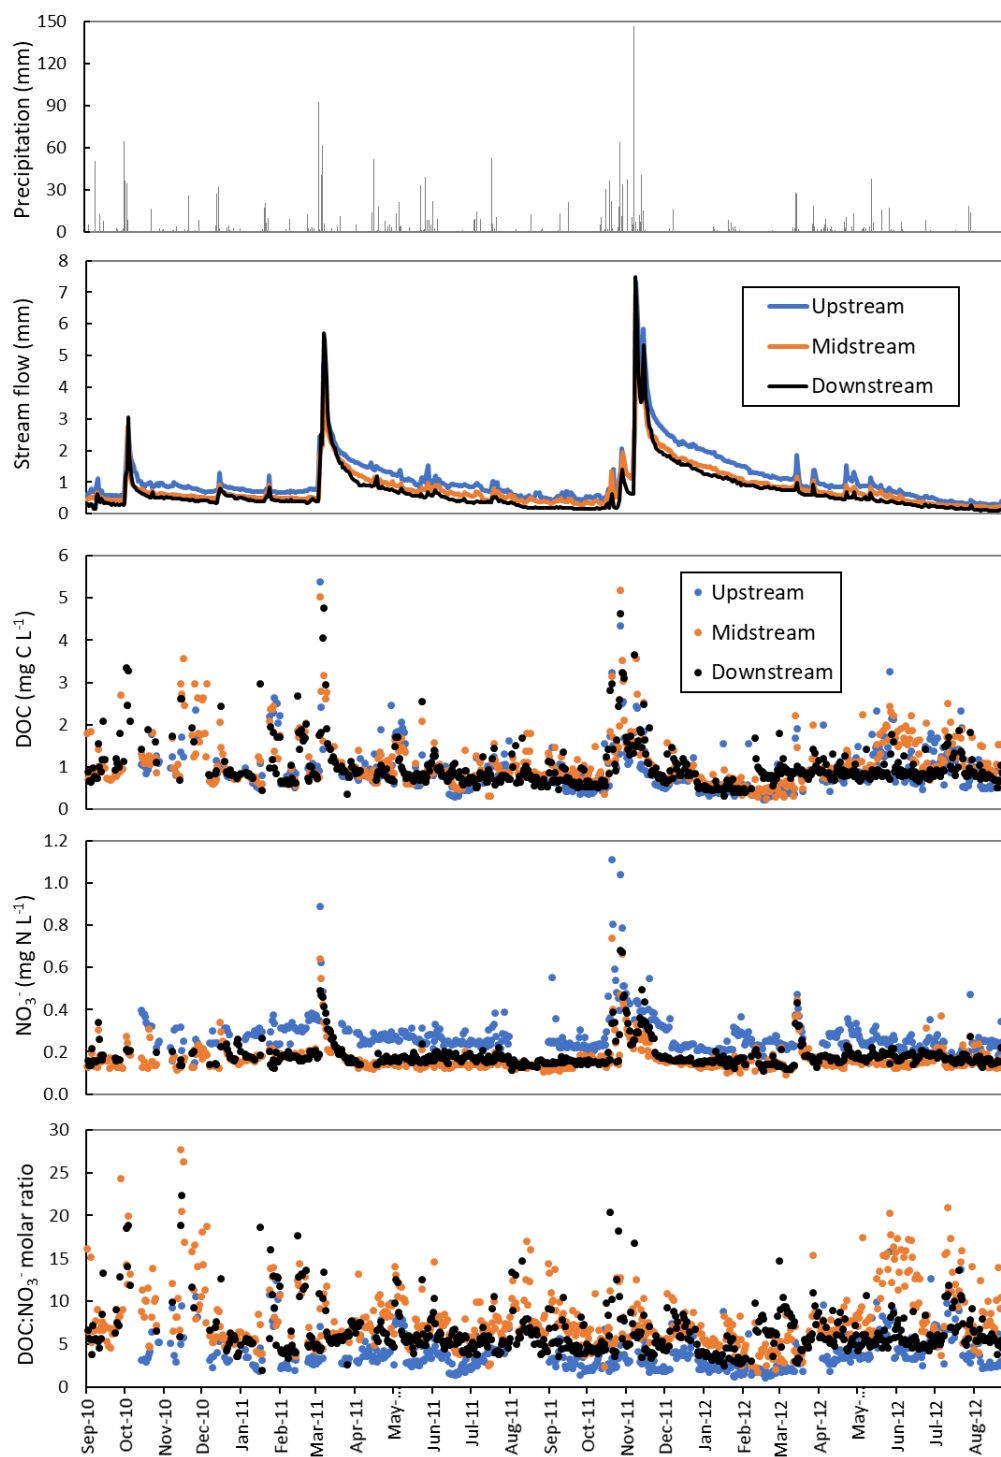 Precipitation (mm)
150
120
90
60
30
0
Stream flow (mm)
8
7
6
5
4
3
2
1
0
Upstream
Midstream
Downstream
DOC (mg C L⁻¹)
6
5
4
3
2
1
0
Upstream
Midstream
Downstream
NO₃⁻ (mg N L⁻¹)
1.2
1.0
0.8
0.6
0.4
0.2
0.0
DOC:NO₃⁻ molar ratio
30
25
20
15
10
5
0
Sep-10
Oct-10
Nov-10
Dec-10
Jan-11
Feb-11
Mar-11
Apr-11
May-...
Jun-11
Aug-11
Sep-11
Oct-11
Nov-11
Dec-11
Jan-12
Feb-12
Mar-12
Apr-12
May-...
Jun-12
Jul-12
Aug-12